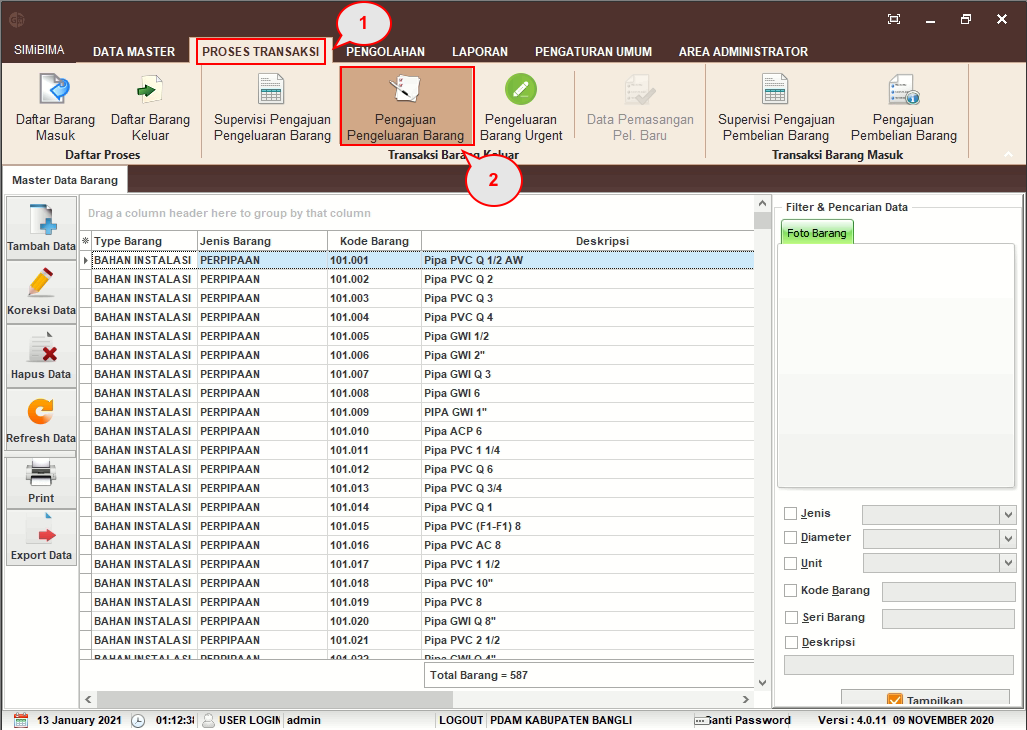 1
SIMiBIMA
DATA MASTER
PROSES TRANSAKSI
PENGOLAHAN
LAPORAN
PENGATURAN UMUM
AREA ADMINISTRATOR
Daftar Barang
Masuk
Daftar Barang
Keluar
Supervisi Pengajuan
Pengeluaran Barang
Pengajuan
Pengeluaran Barang
Pengeluaran
Barang Urgent
Data Pemasangan
Pel. Baru
Supervisi Pengajuan
Pembelian Barang
Pengajuan
Pembelian Barang
Daftar Proses
Transaksi Barang Keluar
Transaksi Barang Masuk
2
Master Data Barang
Tambah Data
Koreksi Data
Hapus Data
Refresh Data
Print
Export Data
Drag a column header here to group by that column
Type Barang Jenis Barang Kode Barang Deskripsi
BAHAN INSTALASI PERPIPAAN 101.001 Pipa PVC Q 1/2 AW
BAHAN INSTALASI PERPIPAAN 101.002 Pipa PVC Q 2
BAHAN INSTALASI PERPIPAAN 101.003 Pipa PVC Q 3
BAHAN INSTALASI PERPIPAAN 101.004 Pipa PVC Q 4
BAHAN INSTALASI PERPIPAAN 101.005 Pipa GWI 1/2
BAHAN INSTALASI PERPIPAAN 101.006 Pipa GWI 2"
BAHAN INSTALASI PERPIPAAN 101.007 Pipa GWI Q 3
BAHAN INSTALASI PERPIPAAN 101.008 Pipa GWI 6
BAHAN INSTALASI PERPIPAAN 101.009 PIPA GWI 1"
BAHAN INSTALASI PERPIPAAN 101.010 Pipa ACP 6
BAHAN INSTALASI PERPIPAAN 101.011 Pipa PVC 1 1/4
BAHAN INSTALASI PERPIPAAN 101.012 Pipa PVC Q 6
BAHAN INSTALASI PERPIPAAN 101.013 Pipa PVC Q 3/4
BAHAN INSTALASI PERPIPAAN 101.014 Pipa PVC Q 1
BAHAN INSTALASI PERPIPAAN 101.015 Pipa PVC (F1-F1) 8
BAHAN INSTALASI PERPIPAAN 101.016 Pipa PVC AC 8
BAHAN INSTALASI PERPIPAAN 101.017 Pipa PVC 1 1/2
BAHAN INSTALASI PERPIPAAN 101.018 Pipa PVC 10"
BAHAN INSTALASI PERPIPAAN 101.019 Pipa PVC 8
BAHAN INSTALASI PERPIPAAN 101.020 Pipa GWI Q 8"
BAHAN INSTALASI PERPIPAAN 101.021 Pipa PVC 2 1/2
BAHAN INSTALASI PERPIPAAN 101.022 Pipa GWI Q 4"
Total Barang = 587
Filter & Pencarian Data
Foto Barang
Jenis
Diameter
Unit
Kode Barang
Seri Barang
Deskripsi
Tampilkan
13 January 2021 01:12:38 USER LOGIN admin LOGOUT PDAM KABUPATEN BANGLI Ganti Password Versi : 4.0.11 09 NOVEMBER 2020